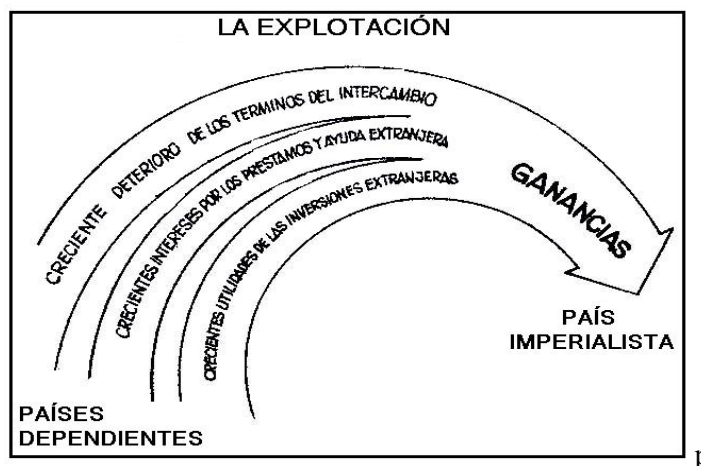 LA EXPLOTACIÓN
CRECIENTE DETERIORO DE LOS TERMINOS DEL INTERCAMBIO
CRECIENTES INTERESES POR LOS PRESTAMOS Y AYUDA EXTRANJERA
CRECIENTES UTILIDADES DE LAS INVERSIONES EXTRANJERAS
GANANCIAS
PAÍS
IMPERIALISTA
PAÍSES
DEPENDIENTES
p